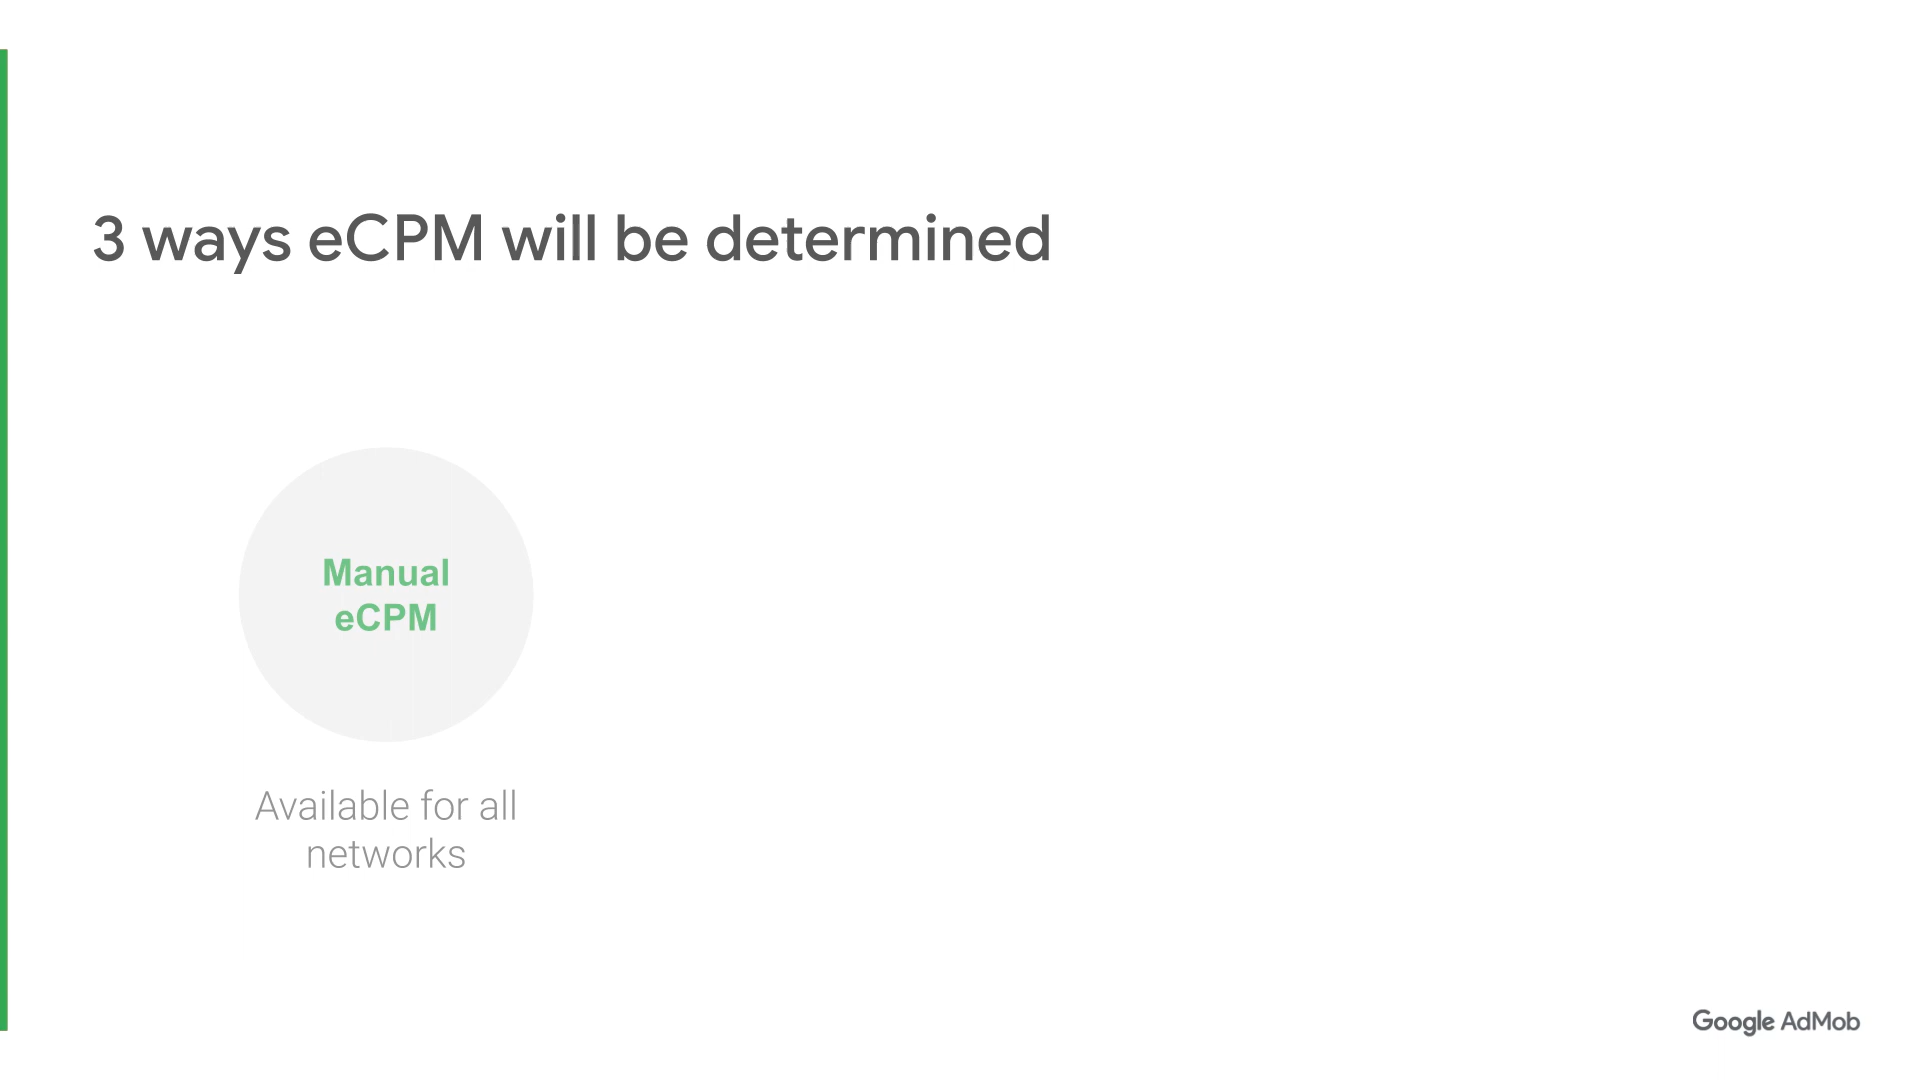 3 ways eCPM will be determined
Manual
eCPM
Available for all
networks
Google AdMob